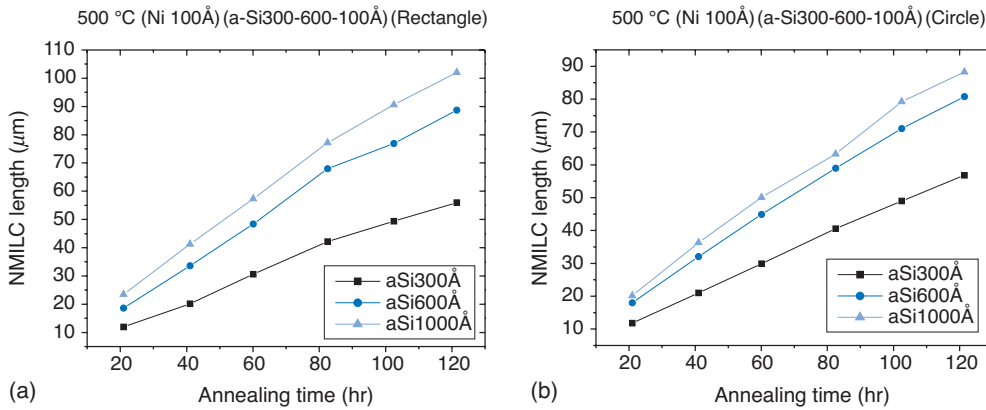 500 °C (Ni 100Å) (a-Si300-600-100Å) (Rectangle)
110
100
90
80
70
60
50
40
30
20
10
NMILC length (μm)
20 40 60 80 100 120
Annealing time (hr)
aSi300Å
aSi600Å
aSi1000Å
(a)
500 °C (Ni 100Å) (a-Si300-600-100Å) (Circle)
90
80
70
60
50
40
30
20
10
NMILC length (μm)
20 40 60 80 100 120
Annealing time (hr)
aSi300Å
aSi600Å
aSi1000Å
(b)